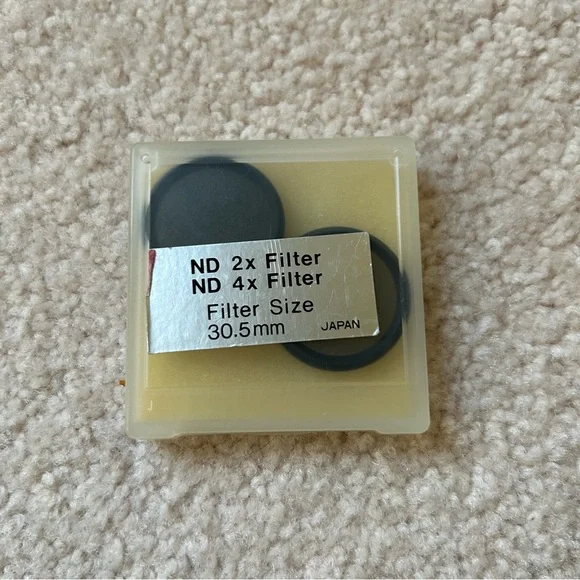 ND 2x Filter
ND 4x Filter
Filter Size
30.5mm JAPAN